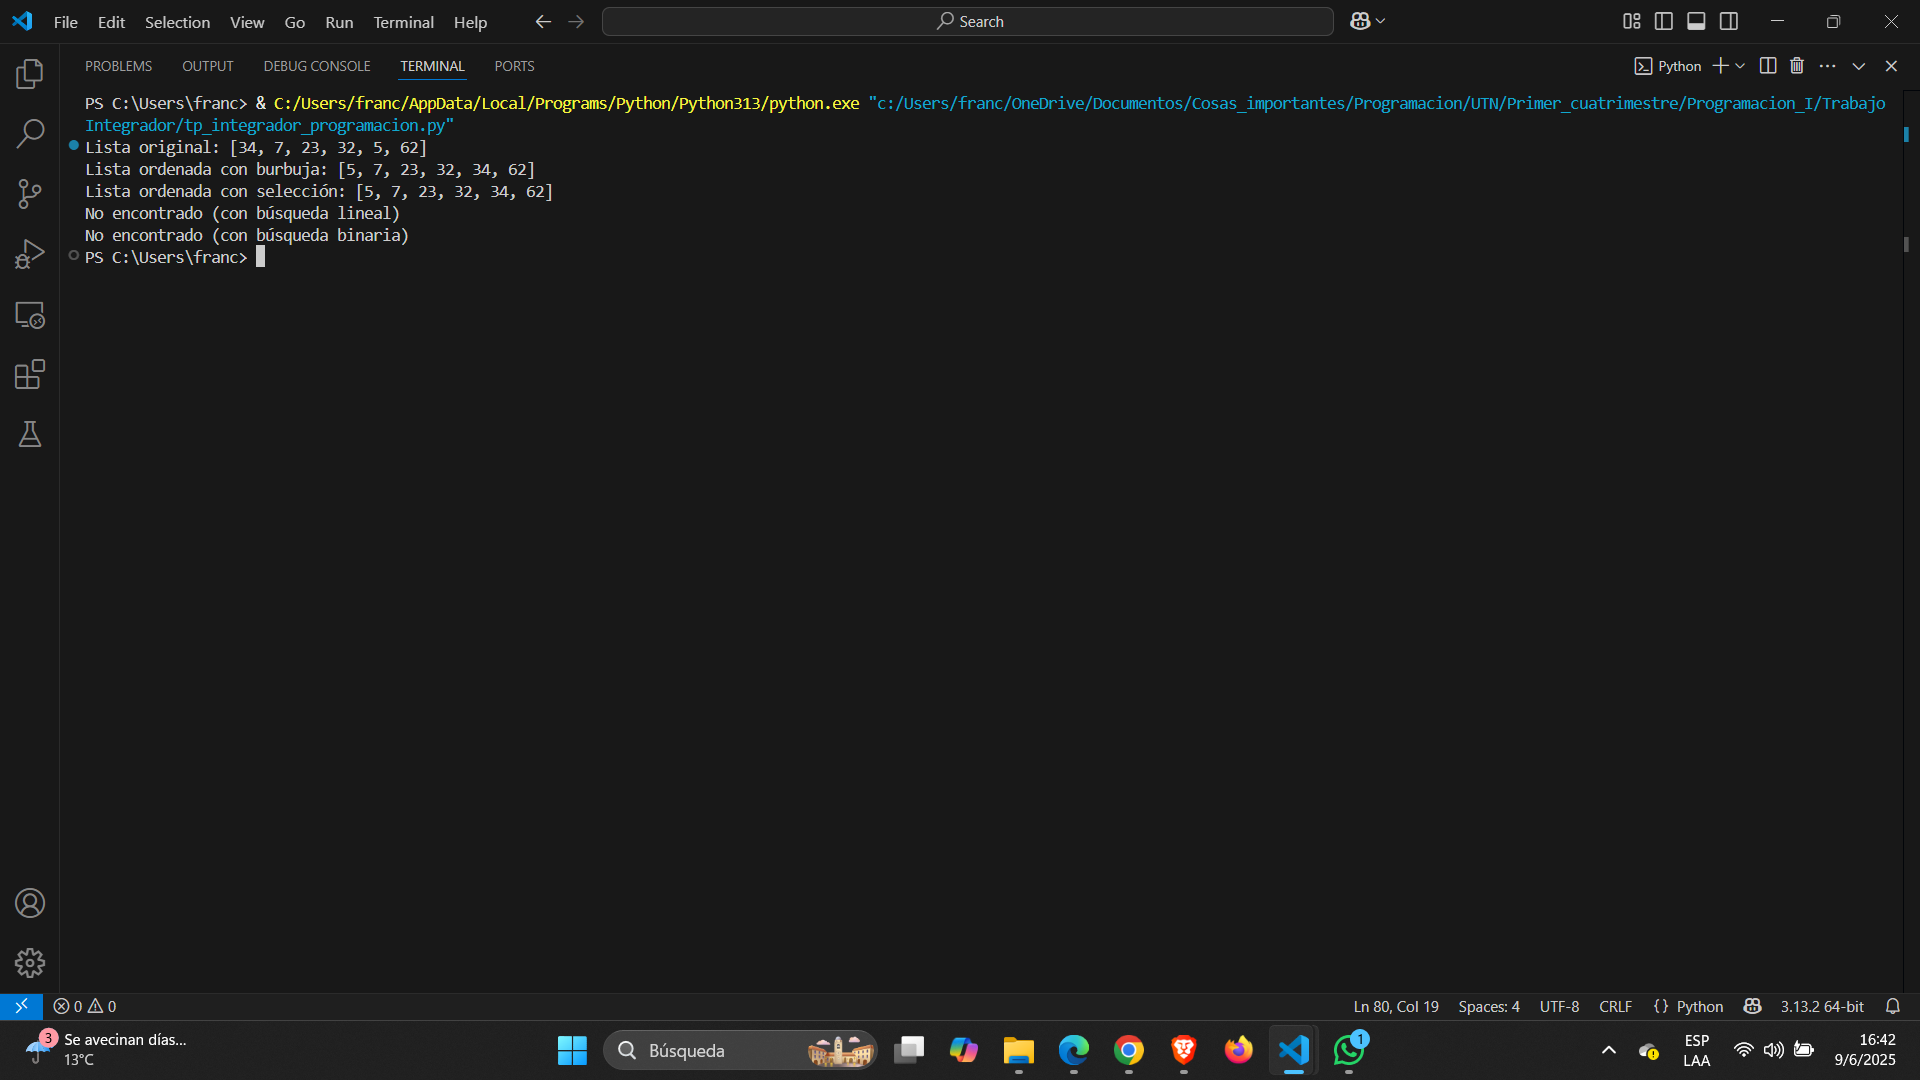 File Edit Selection View Go Run Terminal Help
Search
PROBLEMS OUTPUT DEBUG CONSOLE TERMINAL PORTS
Python
PS C:\Users\franc> & C:/Users/franc/AppData/Local/Programs/Python/Python313/python.exe "c:/Users/franc/OneDrive/Documentos/Cosas_importantes/Programacion/UTN/Primer_cuatrimestre/Programacion_I/Trabajo
Integrador/tp_integrador_programacion.py"
Lista original: [34, 7, 23, 32, 5, 62]
Lista ordenada con burbuja: [5, 7, 23, 32, 34, 62]
Lista ordenada con selección: [5, 7, 23, 32, 34, 62]
No encontrado (con búsqueda lineal)
No encontrado (con búsqueda binaria)
PS C:\Users\franc>
0 0
Ln 80, Col 19 Spaces: 4 UTF-8 CRLF {} Python 3.13.2 64-bit
3
Se avecinan días...
13°C
Búsqueda
1
ESP
LAA
16:42
9/6/2025